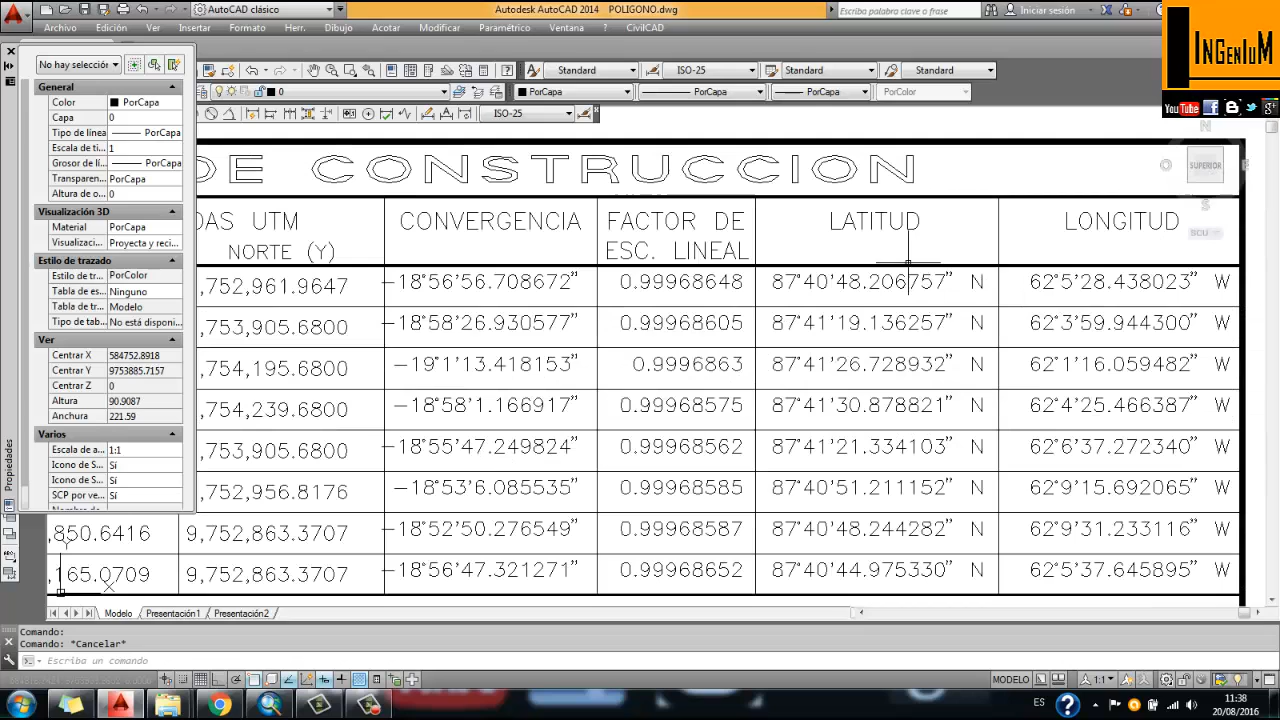 AutoCAD clásico
Autodesk AutoCAD 2014 POLIGONO.dwg
Escriba palabra clave o frase
Iniciar sesión
Archivo Edición Ver Insertar Formato Herr. Dibujo Acotar Modificar Paramétrico Ventana ? CivilCAD
INGENIUM
You Tube
No hay selecció
Standard ISO-25 Standard Standard
0 PorCapa PorCapa PorCapa PorColor
ISO-25
General
Color PorCapa
Capa 0
Tipo de línea PorCapa
Escala de ti... 1
Grosor de lí... PorCapa
Transparen... PorCapa
Altura de o... 0
Visualización 3D
Material PorCapa
Visualizaci... Proyecta y reci...
Estilo de trazado
Estilo de t... PorColor
Tabla de es... Ninguno
Tabla de tr... Modelo
Tipo de tab... No está disponi...
Ver
Centrar X 584752.8918
Centrar Y 9753885.7157
Centrar Z 0
Altura 90.9087
Anchura 221.59
Varios
Escala de a... 1:1
Icono de S... Sí
Icono de S... Sí
SCP por ve... Sí
Propiedades
N
SUPERIOR
O E
S
SCU
DE CONSTRUCCION
DAS UTM CONVERGENCIA FACTOR DE LATITUD LONGITUD
NORTE (Y) ESC. LINEAL
,752,961.9647 -18°56'56.708672" 0.99968648 87°40'48.206757" N 62°5'28.438023" W
,753,905.6800 -18°58'26.930577" 0.99968605 87°41'19.136257" N 62°3'59.944300" W
,754,195.6800 -19°1'13.418153" 0.9996863 87°41'26.728932" N 62°1'16.059482" W
,754,239.6800 -18°58'1.166917" 0.99968575 87°41'30.878821" N 62°4'25.466387" W
,753,905.6800 -18°55'47.249824" 0.99968562 87°41'21.334103" N 62°6'37.272340" W
,752,956.8176 -18°53'6.085535" 0.99968585 87°40'51.211152" N 62°9'15.692065" W
,850.6416 9,752,863.3707 -18°52'50.276549" 0.99968587 87°40'48.244282" N 62°9'31.233116" W
,165.0709 9,752,863.3707 -18°56'47.321271" 0.99968652 87°40'44.975330" N 62°5'37.645895" W
Y
X
Modelo Presentación1 Presentación2
Comando:
Comando: *Cancelar*
Escriba un comando
MODELO 1:1
ES
11:38
20/08/2016